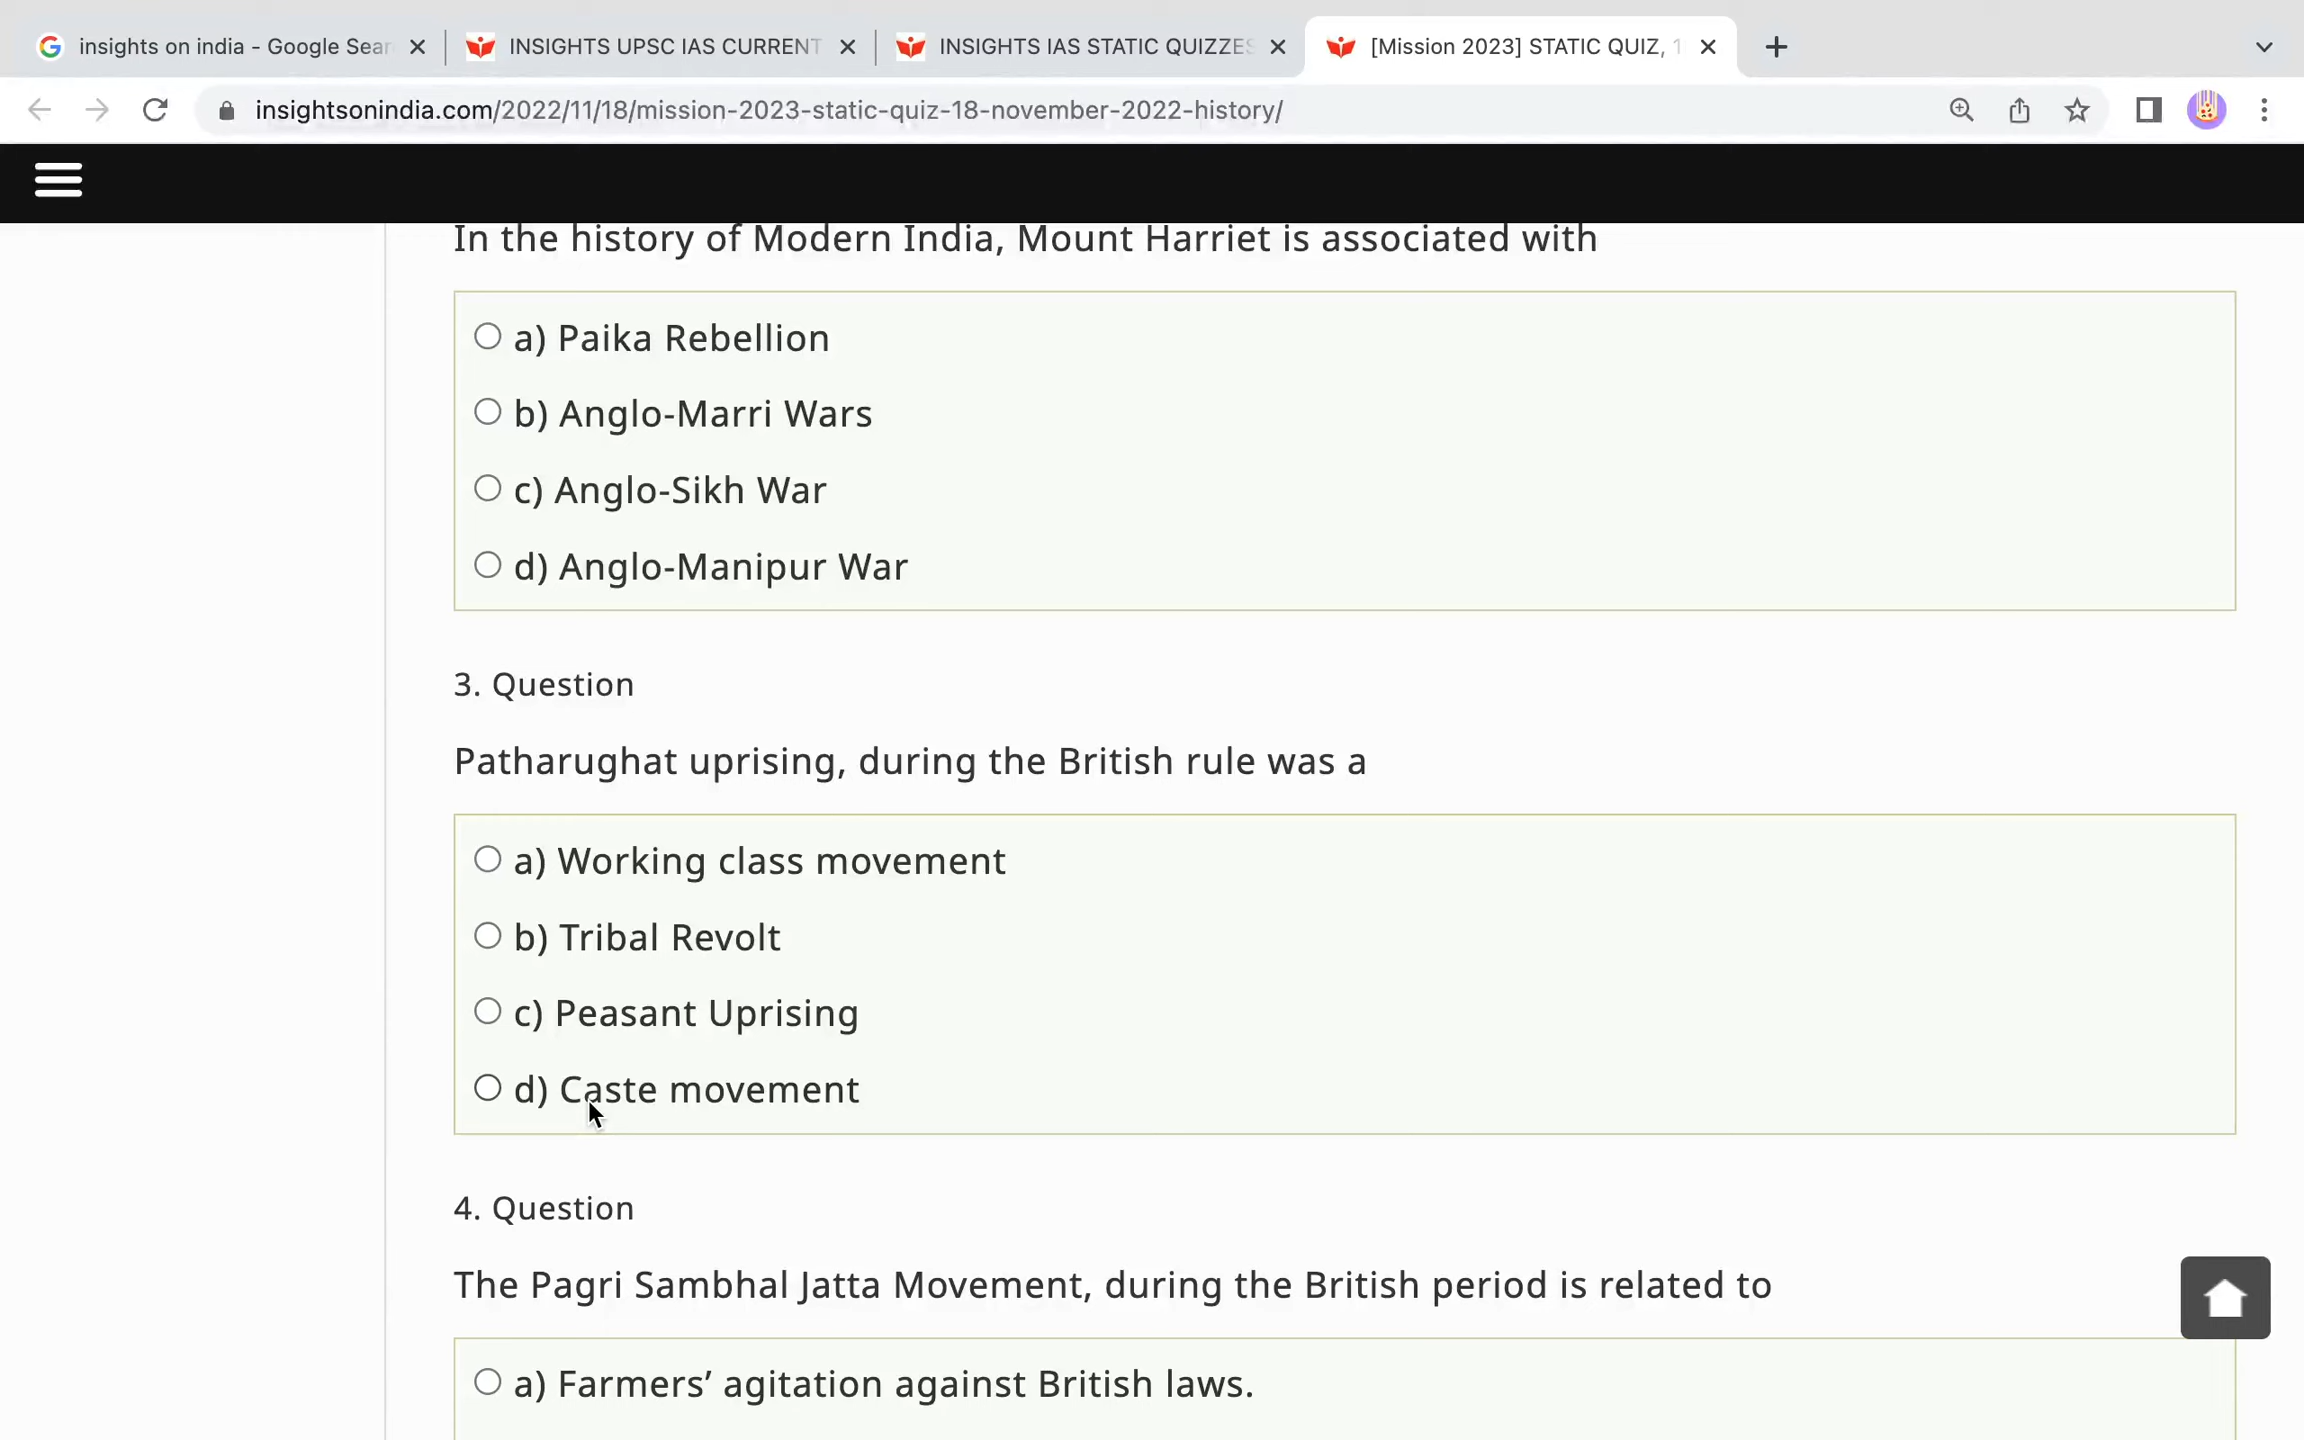 insights on india - Google Sear
INSIGHTS UPSC IAS CURRENT
INSIGHTS IAS STATIC QUIZZES
[Mission 2023] STATIC QUIZ, 1
insightsonindia.com/2022/11/18/mission-2023-static-quiz-18-november-2022-history/
In the history of Modern India, Mount Harriet is associated with
a) Paika Rebellion
b) Anglo-Marri Wars
c) Anglo-Sikh War
d) Anglo-Manipur War
3. Question
Patharughat uprising, during the British rule was a
a) Working class movement
b) Tribal Revolt
c) Peasant Uprising
d) Caste movement
4. Question
The Pagri Sambhal Jatta Movement, during the British period is related to
a) Farmers’ agitation against British laws.